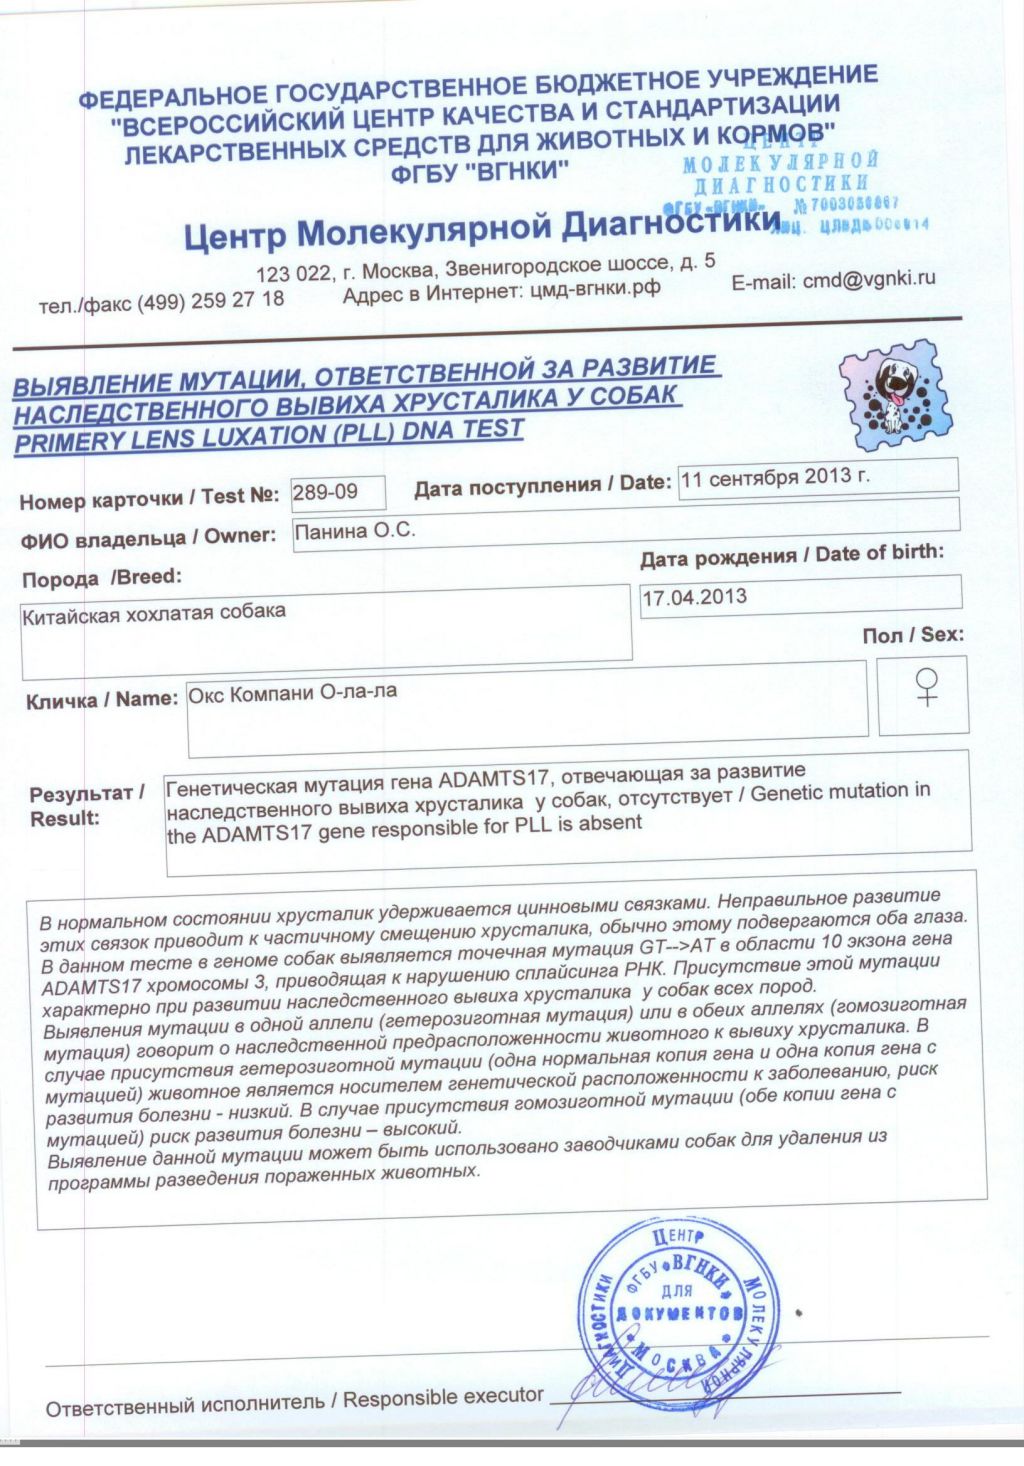 ФЕДЕРАЛЬНОЕ ГОСУДАРСТВЕННОЕ БЮДЖЕТНОЕ УЧРЕЖДЕНИЕ
"ВСЕРОССИЙСКИЙ ЦЕНТР КАЧЕСТВА И СТАНДАРТИЗАЦИИ
ЛЕКАРСТВЕННЫХ СРЕДСТВ ДЛЯ ЖИВОТНЫХ И КОРМОВ"
ФГБУ "ВГНКИ"
ЦЕНТР
МОЛЕКУЛЯРНОЙ
ДИАГНОСТИКИ
ФГБУ «ВГНКИ»
Центр Молекулярной Диагностики
123 022, г. Москва, Звенигородское шоссе, д. 5
тел./факс (499) 259 27 18 Адрес в Интернет: цмд-вгнки.рф E-mail: cmd@vgnki.ru
ВЫЯВЛЕНИЕ МУТАЦИИ, ОТВЕТСТВЕННОЙ ЗА РАЗВИТИЕ
НАСЛЕДСТВЕННОГО ВЫВИХА ХРУСТАЛИКА У СОБАК
PRIMERY LENS LUXATION (PLL) DNA TEST
Номер карточки / Test №: 289-09 Дата поступления / Date: 11 сентября 2013 г.
ФИО владельца / Owner: Панина О.С.
Порода /Breed: Дата рождения / Date of birth:
Китайская хохлатая собака 17.04.2013
Пол / Sex:
Кличка / Name: Окс Компани О-ла-ла ♀
Результат / Генетическая мутация гена ADAMTS17, отвечающая за развитие
Result: наследственного вывиха хрусталика у собак, отсутствует / Genetic mutation in
the ADAMTS17 gene responsible for PLL is absent
В нормальном состоянии хрусталик удерживается цинновыми связками. Неправильное развитие
этих связок приводит к частичному смещению хрусталика, обычно этому подвергаются оба глаза.
В данном тесте в геноме собак выявляется точечная мутация GT-->AT в области 10 экзона гена
ADAMTS17 хромосомы 3, приводящая к нарушению сплайсинга РНК. Присутствие этой мутации
характерно при развитии наследственного вывиха хрусталика у собак всех пород.
Выявления мутации в одной аллели (гетерозиготная мутация) или в обеих аллелях (гомозиготная
мутация) говорит о наследственной предрасположенности животного к вывиху хрусталика. В
случае присутствия гетерозиготной мутации (одна нормальная копия гена и одна копия гена с
мутацией) животное является носителем генетической расположенности к заболеванию, риск
развития болезни - низкий. В случае присутствия гомозиготной мутации (обе копии гена с
мутацией) риск развития болезни – высокий.
Выявление данной мутации может быть использовано заводчиками собак для удаления из
программы разведения пораженных животных.
Центр Молекулярной Диагностики
ФГБУ «ВГНКИ»
ДЛЯ
ДОКУМЕНТОВ
МОСКВА
Ответственный исполнитель / Responsible executor